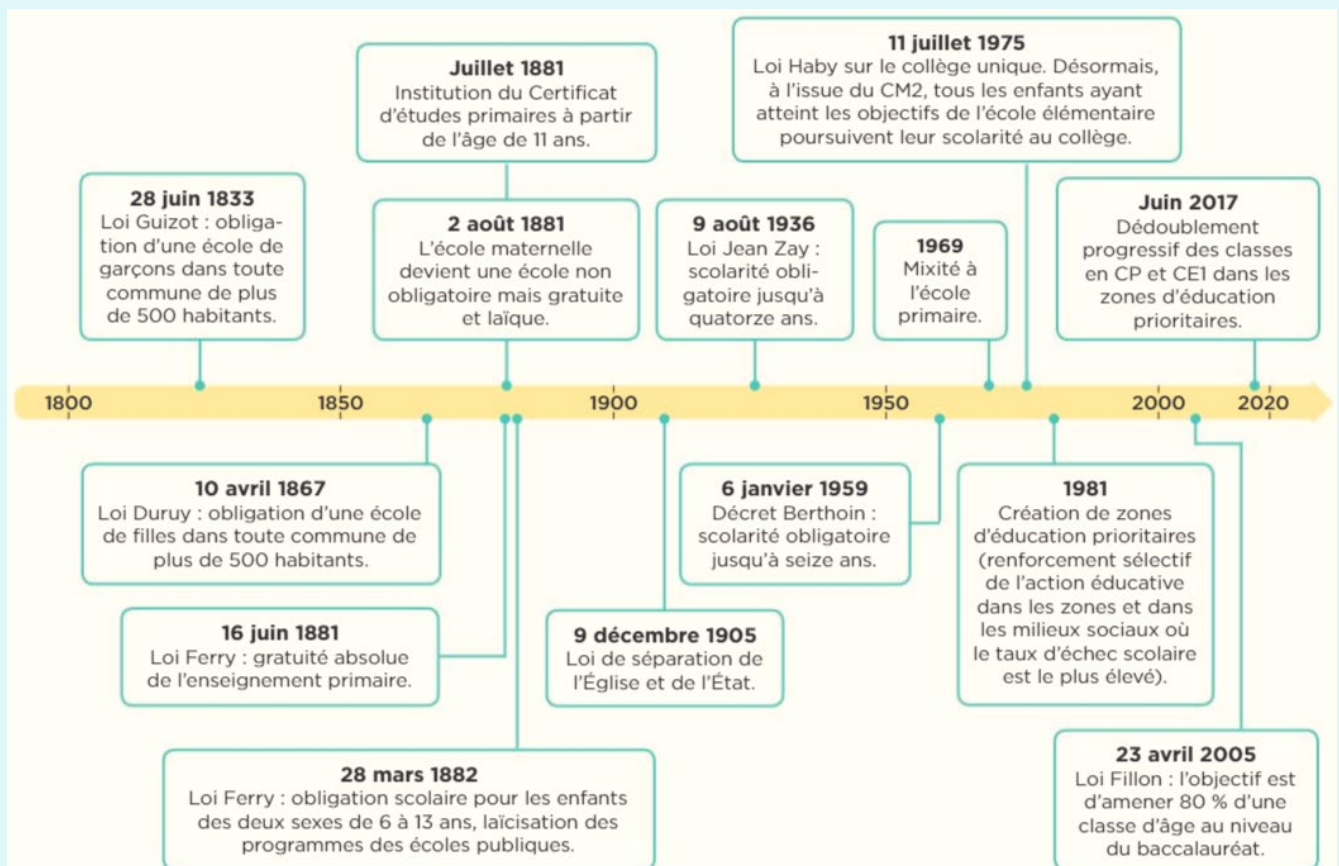 11 juillet 1975
Loi Haby sur le collège unique. Désormais,
à l'issue du CM2, tous les enfants ayant
atteint les objectifs de l'école élémentaire
poursuivent leur scolarité au collège.
Juillet 1881
Institution du Certificat
d'études primaires à partir
de l'âge de 11 ans.
28 juin 1833
Loi Guizot : obliga-
tion d'une école de
garçons dans toute
commune de plus
de 500 habitants.
2 août 1881
L'école maternelle
devient une école non
obligatoire mais gratuite
et laïque.
9 août 1936
Loi Jean Zay :
scolarité obli-
gatoire jusqu'à
quatorze ans.
1969
Mixité à
l'école
primaire.
Juin 2017
Dédoublement
progressif des classes
en CP et CE1 dans les
zones d'éducation
prioritaires.
1800
1850
1900
1950
2000
2020
10 avril 1867
Loi Duruy : obligation d'une école
de filles dans toute commune de
plus de 500 habitants.
16 juin 1881
Loi Ferry : gratuité absolue
de l'enseignement primaire.
28 mars 1882
Loi Ferry : obligation scolaire pour les enfants
des deux sexes de 6 à 13 ans, laïcisation des
programmes des écoles publiques.
9 décembre 1905
Loi de séparation de
l'Église et de l'État.
6 janvier 1959
Décret Berthoin :
scolarité obligatoire
jusqu'à seize ans.
1981
Création de zones
d'éducation prioritaires
(renforcement sélectif
de l'action éducative
dans les zones et dans
les milieux sociaux où
le taux d'échec scolaire
est le plus élevé).
23 avril 2005
Loi Fillon : l'objectif est
d'amener 80 % d'une
classe d'âge au niveau
du baccalauréat.